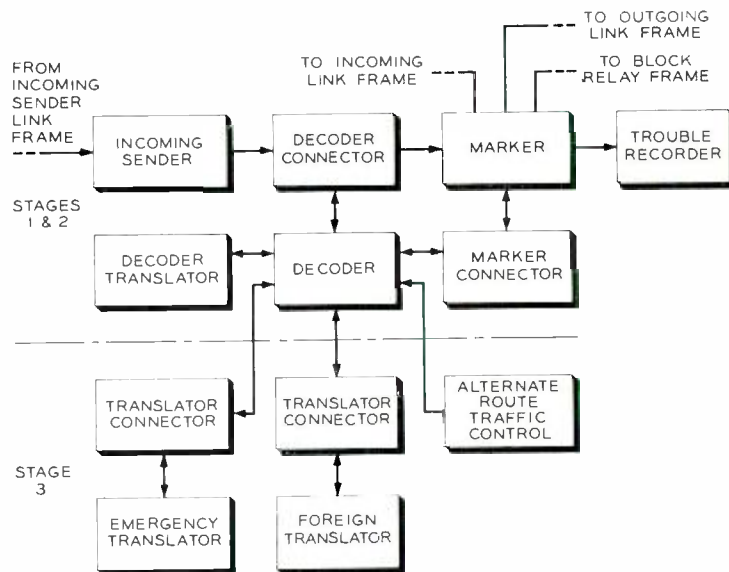 TO OUTGOING
LINK FRAME
TO INCOMING
LINK FRAME
TO BLOCK
RELAY FRAME
FROM
INCOMING
SENDER
LINK
FRAME
INCOMING
SENDER
DECODER
CONNECTOR
MARKER
TROUBLE
RECORDER
STAGES
1 & 2
DECODER
TRANSLATOR
DECODER
MARKER
CONNECTOR
TRANSLATOR
CONNECTOR
TRANSLATOR
CONNECTOR
ALTERNATE
ROUTE
TRAFFIC
CONTROL
STAGE
3
EMERGENCY
TRANSLATOR
FOREIGN
TRANSLATOR